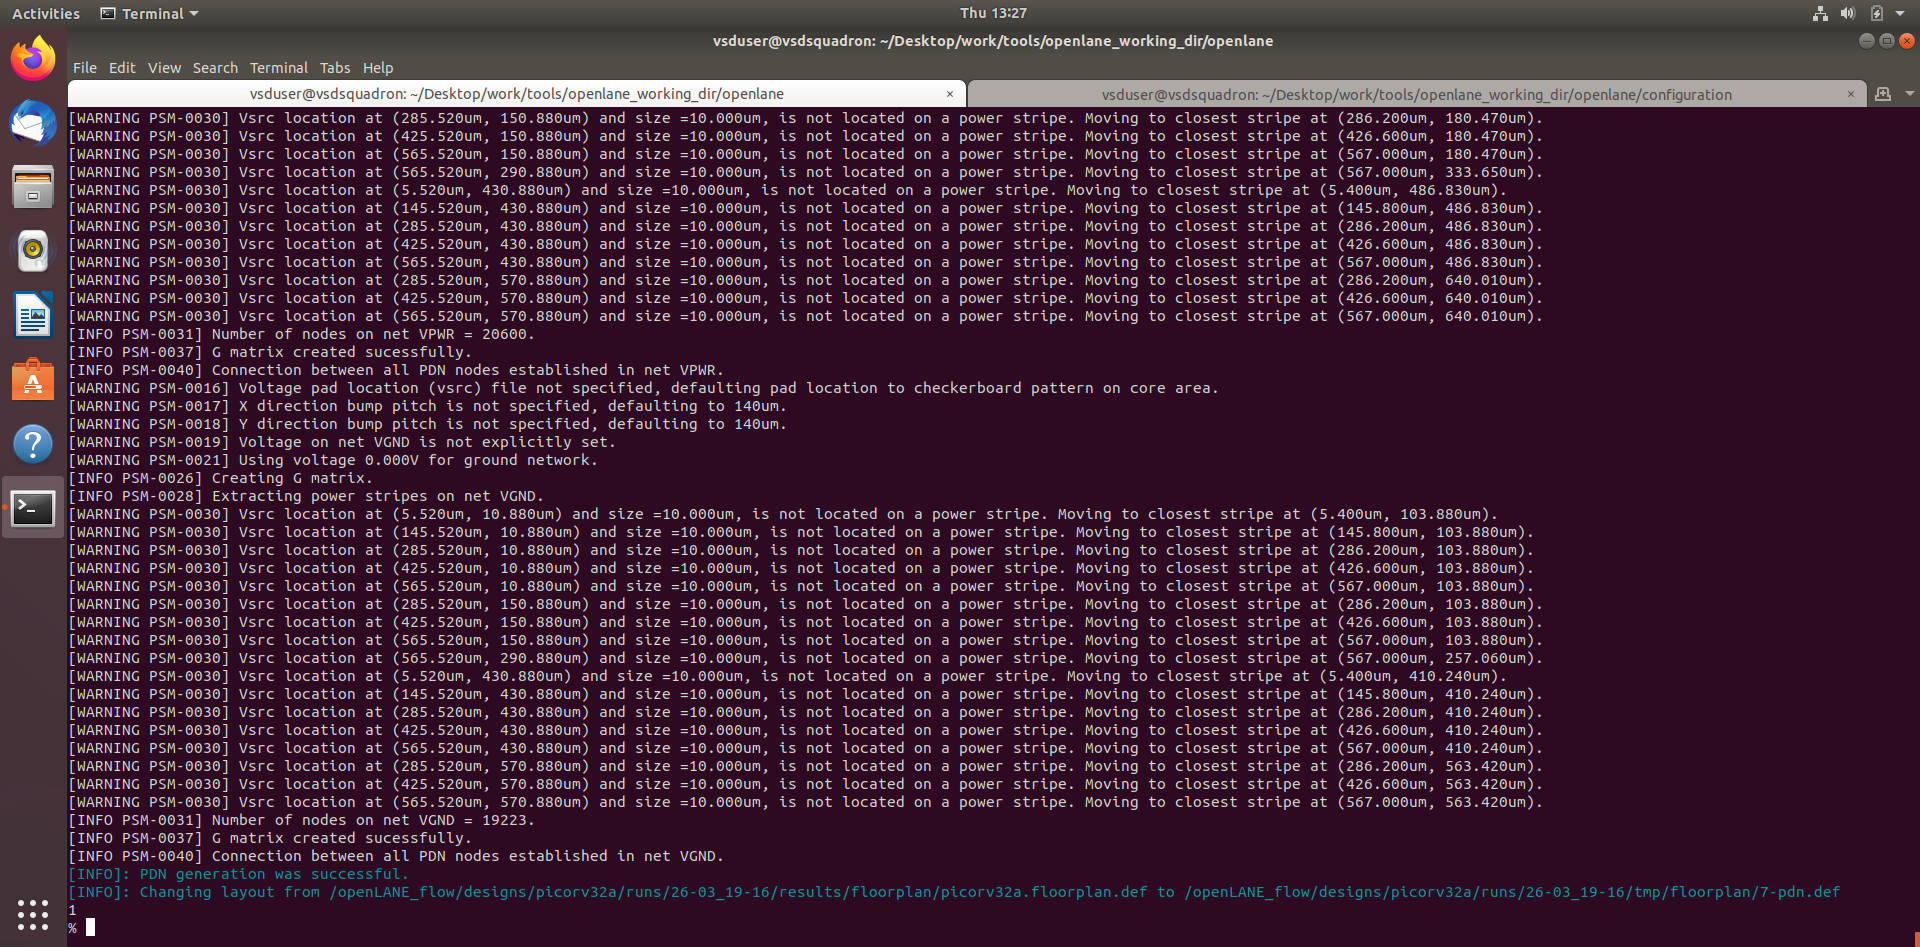 Activities
Terminal
Thu 13:27
vsduser@vsdsquadron: ~/Desktop/work/tools/openlane_working_dir/openlane
File Edit View Search Terminal Tabs Help
vsduser@vsdsquadron: ~/Desktop/work/tools/openlane_working_dir/openlane ×
vsduser@vsdsquadron: ~/Desktop/work/tools/openlane_working_dir/openlane/configuration ×
[WARNING PSM-0030] Vsrc location at (285.520um, 150.880um) and size =10.000um, is not located on a power stripe. Moving to closest stripe at (286.200um, 180.470um).
[WARNING PSM-0030] Vsrc location at (425.520um, 150.880um) and size =10.000um, is not located on a power stripe. Moving to closest stripe at (426.600um, 180.470um).
[WARNING PSM-0030] Vsrc location at (565.520um, 150.880um) and size =10.000um, is not located on a power stripe. Moving to closest stripe at (567.000um, 180.470um).
[WARNING PSM-0030] Vsrc location at (565.520um, 290.880um) and size =10.000um, is not located on a power stripe. Moving to closest stripe at (567.000um, 333.650um).
[WARNING PSM-0030] Vsrc location at (5.520um, 430.880um) and size =10.000um, is not located on a power stripe. Moving to closest stripe at (5.400um, 486.830um).
[WARNING PSM-0030] Vsrc location at (145.520um, 430.880um) and size =10.000um, is not located on a power stripe. Moving to closest stripe at (145.800um, 486.830um).
[WARNING PSM-0030] Vsrc location at (285.520um, 430.880um) and size =10.000um, is not located on a power stripe. Moving to closest stripe at (286.200um, 486.830um).
[WARNING PSM-0030] Vsrc location at (425.520um, 430.880um) and size =10.000um, is not located on a power stripe. Moving to closest stripe at (426.600um, 486.830um).
[WARNING PSM-0030] Vsrc location at (565.520um, 430.880um) and size =10.000um, is not located on a power stripe. Moving to closest stripe at (567.000um, 486.830um).
[WARNING PSM-0030] Vsrc location at (285.520um, 570.880um) and size =10.000um, is not located on a power stripe. Moving to closest stripe at (286.200um, 640.010um).
[WARNING PSM-0030] Vsrc location at (425.520um, 570.880um) and size =10.000um, is not located on a power stripe. Moving to closest stripe at (426.600um, 640.010um).
[WARNING PSM-0030] Vsrc location at (565.520um, 570.880um) and size =10.000um, is not located on a power stripe. Moving to closest stripe at (567.000um, 640.010um).
[INFO PSM-0031] Number of nodes on net VPWR = 20600.
[INFO PSM-0037] G matrix created sucessfully.
[INFO PSM-0040] Connection between all PDN nodes established in net VPWR.
[WARNING PSM-0016] Voltage pad location (vsrc) file not specified, defaulting pad location to checkerboard pattern on core area.
[WARNING PSM-0017] X direction bump pitch is not specified, defaulting to 140um.
[WARNING PSM-0018] Y direction bump pitch is not specified, defaulting to 140um.
[WARNING PSM-0019] Voltage on net VGND is not explicitly set.
[WARNING PSM-0021] Using voltage 0.000V for ground network.
[INFO PSM-0026] Creating G matrix.
[INFO PSM-0028] Extracting power stripes on net VGND.
[WARNING PSM-0030] Vsrc location at (5.520um, 10.880um) and size =10.000um, is not located on a power stripe. Moving to closest stripe at (5.400um, 103.880um).
[WARNING PSM-0030] Vsrc location at (145.520um, 10.880um) and size =10.000um, is not located on a power stripe. Moving to closest stripe at (145.800um, 103.880um).
[WARNING PSM-0030] Vsrc location at (285.520um, 10.880um) and size =10.000um, is not located on a power stripe. Moving to closest stripe at (286.200um, 103.880um).
[WARNING PSM-0030] Vsrc location at (425.520um, 10.880um) and size =10.000um, is not located on a power stripe. Moving to closest stripe at (426.600um, 103.880um).
[WARNING PSM-0030] Vsrc location at (565.520um, 10.880um) and size =10.000um, is not located on a power stripe. Moving to closest stripe at (567.000um, 103.880um).
[WARNING PSM-0030] Vsrc location at (285.520um, 150.880um) and size =10.000um, is not located on a power stripe. Moving to closest stripe at (286.200um, 103.880um).
[WARNING PSM-0030] Vsrc location at (425.520um, 150.880um) and size =10.000um, is not located on a power stripe. Moving to closest stripe at (426.600um, 103.880um).
[WARNING PSM-0030] Vsrc location at (565.520um, 150.880um) and size =10.000um, is not located on a power stripe. Moving to closest stripe at (567.000um, 103.880um).
[WARNING PSM-0030] Vsrc location at (565.520um, 290.880um) and size =10.000um, is not located on a power stripe. Moving to closest stripe at (567.000um, 257.060um).
[WARNING PSM-0030] Vsrc location at (5.520um, 430.880um) and size =10.000um, is not located on a power stripe. Moving to closest stripe at (5.400um, 410.240um).
[WARNING PSM-0030] Vsrc location at (145.520um, 430.880um) and size =10.000um, is not located on a power stripe. Moving to closest stripe at (145.800um, 410.240um).
[WARNING PSM-0030] Vsrc location at (285.520um, 430.880um) and size =10.000um, is not located on a power stripe. Moving to closest stripe at (286.200um, 410.240um).
[WARNING PSM-0030] Vsrc location at (425.520um, 430.880um) and size =10.000um, is not located on a power stripe. Moving to closest stripe at (426.600um, 410.240um).
[WARNING PSM-0030] Vsrc location at (565.520um, 430.880um) and size =10.000um, is not located on a power stripe. Moving to closest stripe at (567.000um, 410.240um).
[WARNING PSM-0030] Vsrc location at (285.520um, 570.880um) and size =10.000um, is not located on a power stripe. Moving to closest stripe at (286.200um, 563.420um).
[WARNING PSM-0030] Vsrc location at (425.520um, 570.880um) and size =10.000um, is not located on a power stripe. Moving to closest stripe at (426.600um, 563.420um).
[WARNING PSM-0030] Vsrc location at (565.520um, 570.880um) and size =10.000um, is not located on a power stripe. Moving to closest stripe at (567.000um, 563.420um).
[INFO PSM-0031] Number of nodes on net VGND = 19223.
[INFO PSM-0037] G matrix created sucessfully.
[INFO PSM-0040] Connection between all PDN nodes established in net VGND.
[INFO]: PDN generation was successful.
[INFO]: Changing layout from /openLANE_flow/designs/picorv32a/runs/26-03_19-16/results/floorplan/picorv32a.floorplan.def to /openLANE_flow/designs/picorv32a/runs/26-03_19-16/tmp/floorplan/7-pdn.def
1
%